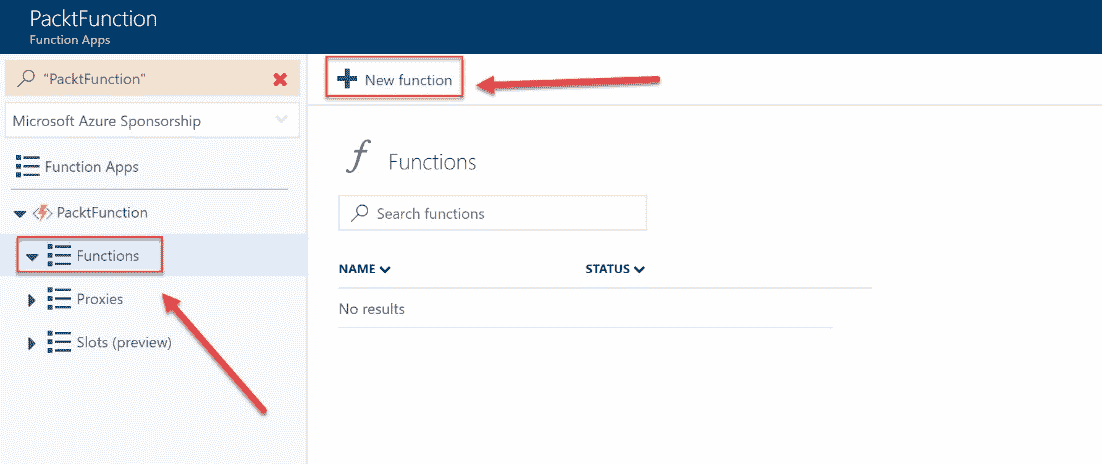 PacktFunction
Function Apps
"PacktFunction"
Microsoft Azure Sponsorship
Function Apps
PacktFunction
Functions
Proxies
Slots (preview)
New function
Functions
Search functions
NAME STATUS
No results